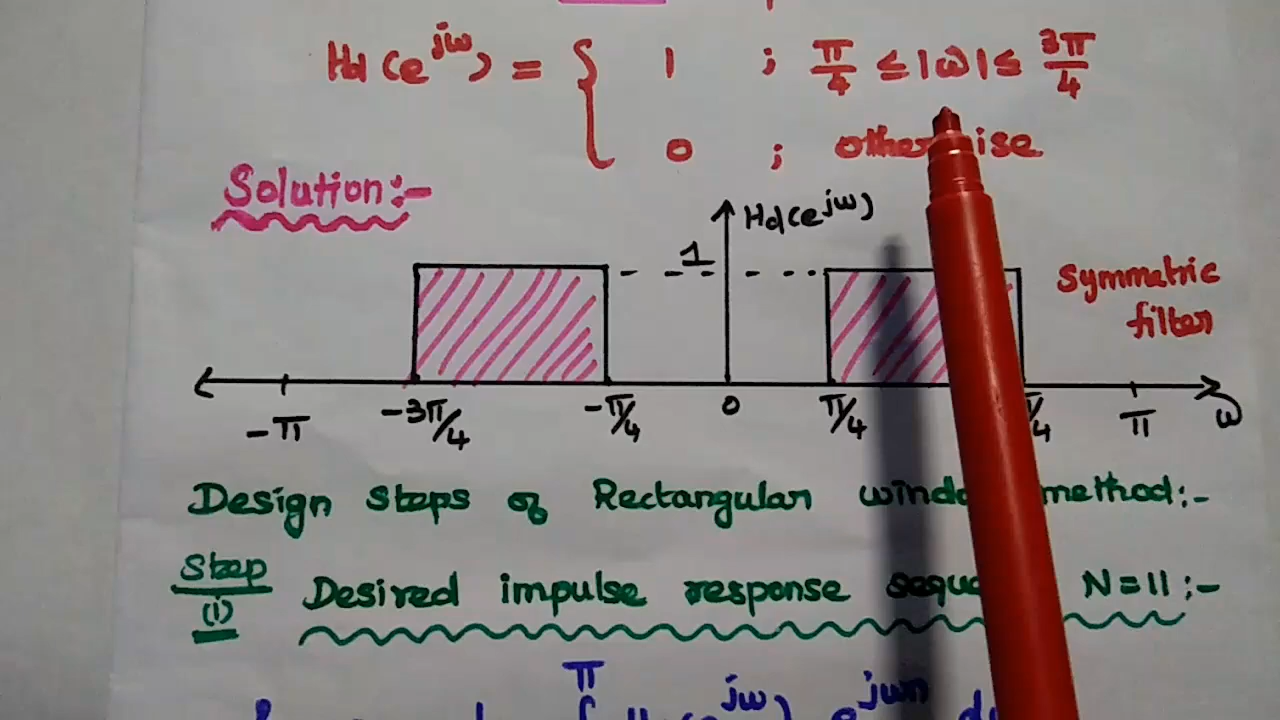 Hd(e^jω) = { 1 ; π/4 ≤ |ω| ≤ 3π/4
0 ; otherwise
Solution:-
Hd(e^jω)
1
Symmetric
filter
-π -3π/4 -π/4 0 π/4 π ω
Design Steps of Rectangular method:-
Step (1) Desired impulse response N=11:-
π